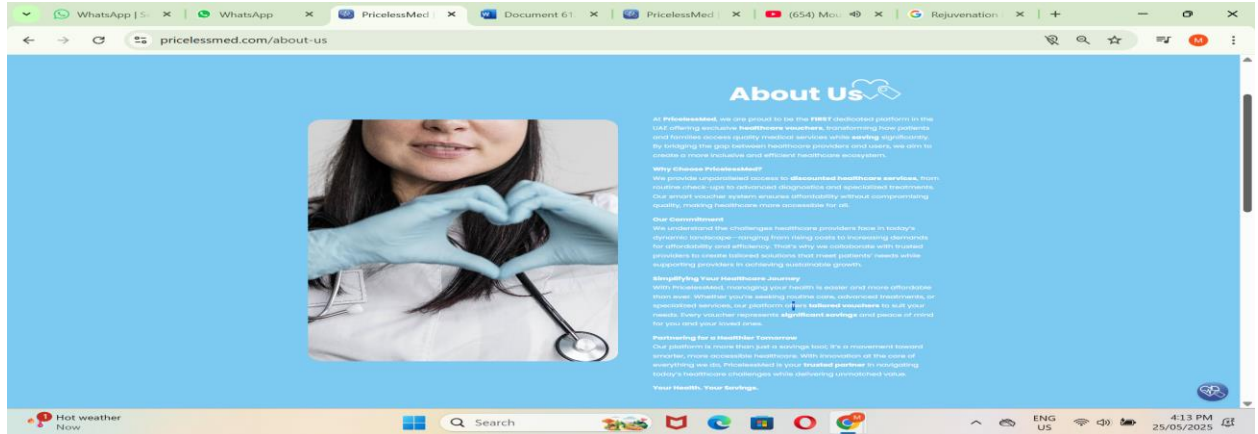 WhatsApp | S
WhatsApp
PricelessMed |
Document 61.
PricelessMed |
(654) Mou
Rejuvenation
pricelessmed.com/about-us
M
About Us
At PricelessMed, we are proud to be the FIRST dedicated platform in the
UAE offering exclusive healthcare vouchers, transforming how patients
and families access quality medical services while saving significantly.
By bridging the gap between healthcare providers and users, we aim to
create a more inclusive and efficient healthcare ecosystem.
Why Choose PricelessMed?
We provide unparalleled access to discounted healthcare services, from
routine check-ups to advanced diagnostics and specialized treatments.
Our smart voucher system ensures affordability without compromising
quality, making healthcare more accessible for all.
Our Commitment
We understand the challenges healthcare providers face in today's
dynamic landscape—ranging from rising costs to increasing demands
for affordability and efficiency. That's why we collaborate with trusted
providers to create tailored solutions that meet patients' needs while
supporting providers in achieving sustainable growth.
Simplifying Your Healthcare Journey
With PricelessMed, managing your health is easier and more affordable
than ever. Whether you're seeking routine care, advanced treatments, or
specialized services, our platform offers tailored vouchers to suit your
needs. Every voucher represents significant savings and peace of mind
for you and your loved ones.
Partnering for a Healthier Tomorrow
Our platform is more than just a savings tool; it's a movement toward
smarter, more accessible healthcare. With innovation at the core of
everything we do, PricelessMed is your trusted partner in navigating
today's healthcare challenges while delivering unmatched value.
Your Health. Your Savings.
1
Hot weather
Now
Search
ENG
US
4:13 PM
25/05/2025